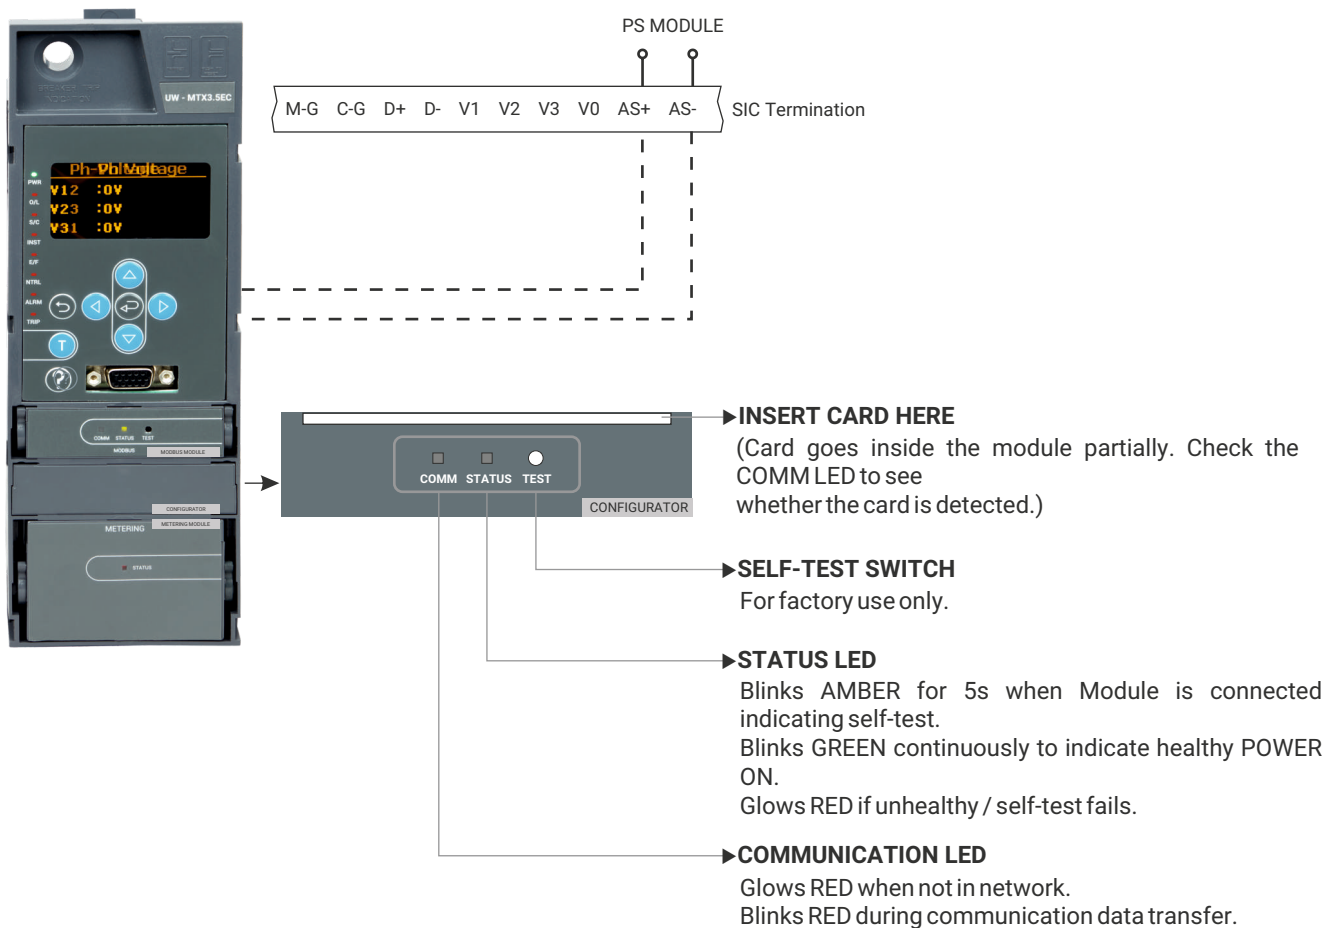 PS MODULE
M-G C-G D+ D- V1 V2 V3 V0 AS+ AS-
SIC Termination
UW - MTX3.5EC
V12 :0V
V23 :0V
V31 :0V
PWR
O/L
S/C
INST
E/F
NTRL
ALRM
TRIP
T
?
COMM STATUS TEST
MODBUS
MODBUS MODULE
CONFIGURATOR
METERING
METERING MODULE
STATUS
COMM STATUS TEST
CONFIGURATOR
INSERT CARD HERE
(Card goes inside the module partially. Check the
COMM LED to see
whether the card is detected.)
SELF-TEST SWITCH
For factory use only.
STATUS LED
Blinks AMBER for 5s when Module is connected
indicating self-test.
Blinks GREEN continuously to indicate healthy POWER
ON.
Glows RED if unhealthy / self-test fails.
COMMUNICATION LED
Glows RED when not in network.
Blinks RED during communication data transfer.